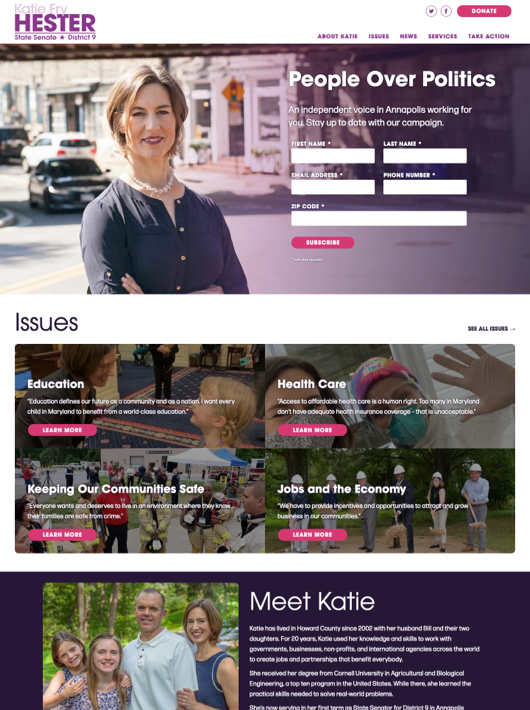 Katie Fry
HESTER
State Senate ★ District 9
DONATE
ABOUT KATIE ISSUES NEWS SERVICES TAKE ACTION
People Over Politics
An independent voice in Annapolis working for
you. Stay up to date with our campaign.
FIRST NAME * LAST NAME *
EMAIL ADDRESS * PHONE NUMBER *
ZIP CODE *
SUBSCRIBE
Issues
SEE ALL ISSUES →
Education
"Education defines our future as a community and as a nation. I want every
child in Maryland to benefit from a world-class education."
LEARN MORE
Health Care
"Access to affordable health care is a human right. Too many in Maryland
don't have adequate health insurance coverage – that is unacceptable."
LEARN MORE
Keeping Our Communities Safe
"Everyone wants and deserves to live in an environment where they know
their families are safe from crime."
LEARN MORE
Jobs and the Economy
"We have to provide incentives and opportunities to attract and grow
business in our communities."
LEARN MORE
Meet Katie
Katie has lived in Howard County since 2002 with her husband Bill and their two
daughters. For 20 years, Katie used her knowledge and skills to work with
governments, businesses, non-profits, and international agencies across the world
to create jobs and partnerships that benefit everybody.
She received her degree from Cornell University in Agricultural and Biological
Engineering, a top ten program in the United States. While there, she learned the
practical skills needed to solve real-world problems.
She's now serving in her first term as State Senator for District 9 in Annapolis